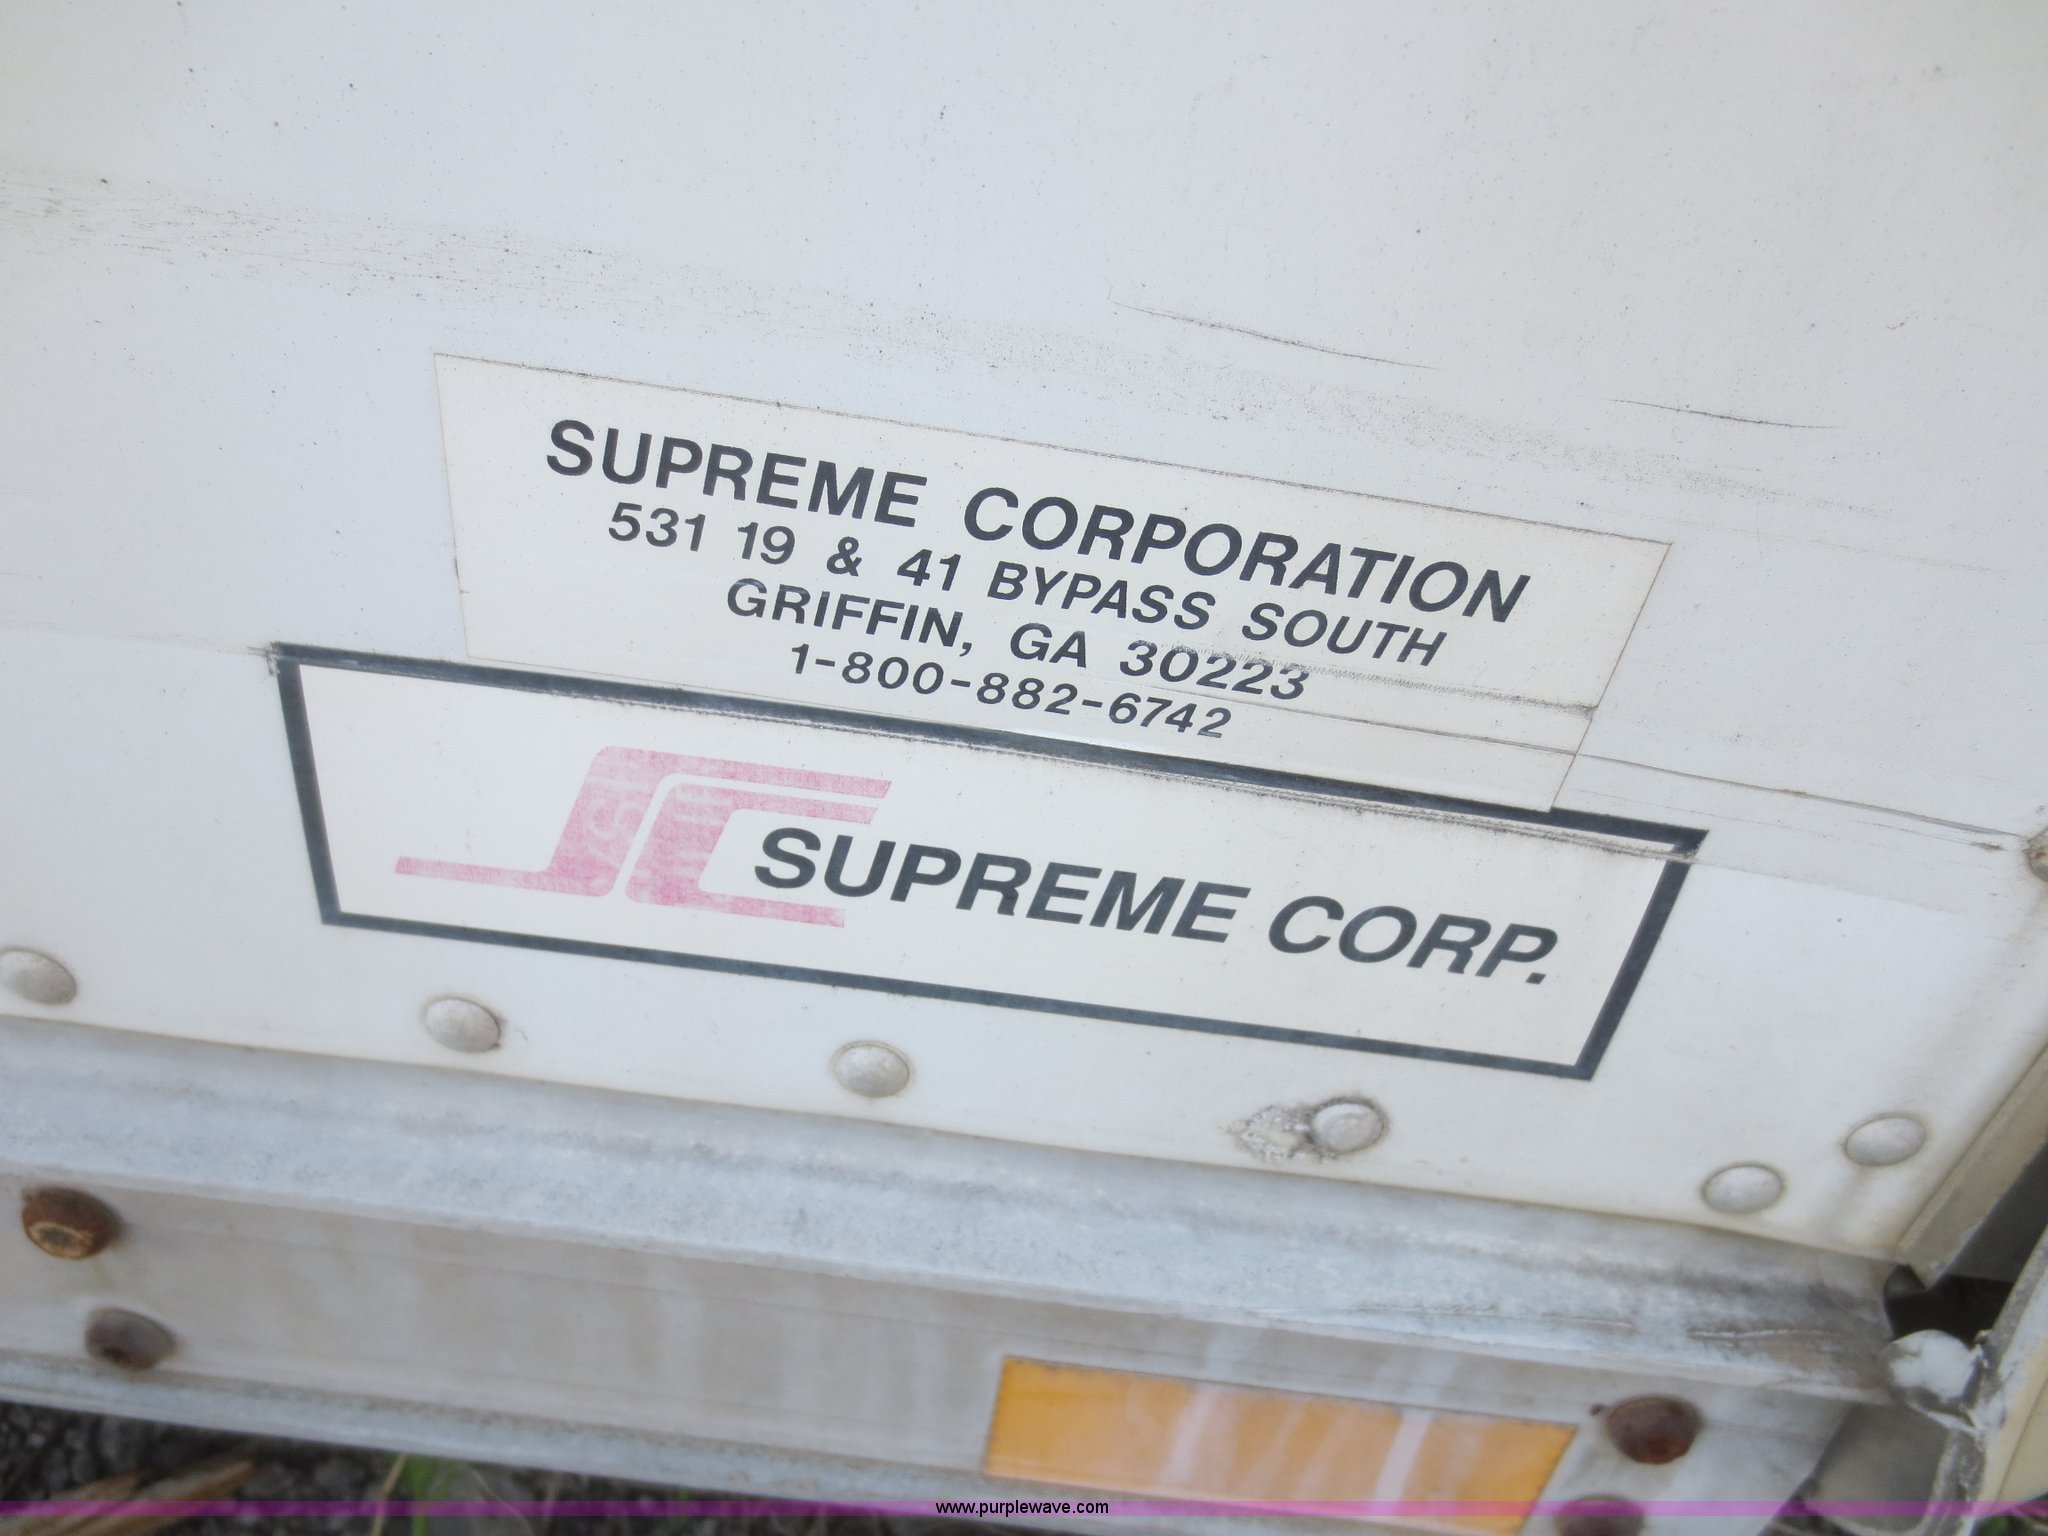 SUPREME CORPORATION
531 19 & 41 BYPASS SOUTH
GRIFFIN, GA 30223
1-800-882-6742
SUPREME CORP.
www.purplewave.com